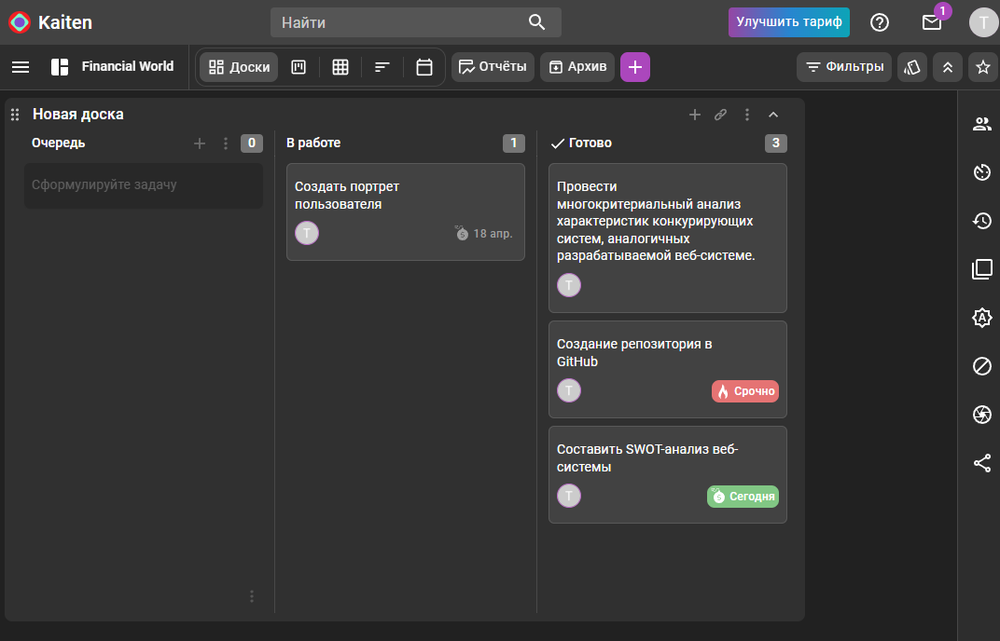 Kaiten
Найти
Улучшить тариф
1
T
Financial World
Доски
Отчёты
Архив
Фильтры
Новая доска
Очередь
0
Сформулируйте задачу
В работе
1
Создать портрет
пользователя
T
18 апр.
Готово
3
Провести
многокритериальный анализ
характеристик конкурирующих
систем, аналогичных
разрабатываемой веб-системе.
T
Создание репозитория в
GitHub
T
Срочно
Составить SWOT-анализ веб-
системы
T
Сегодня